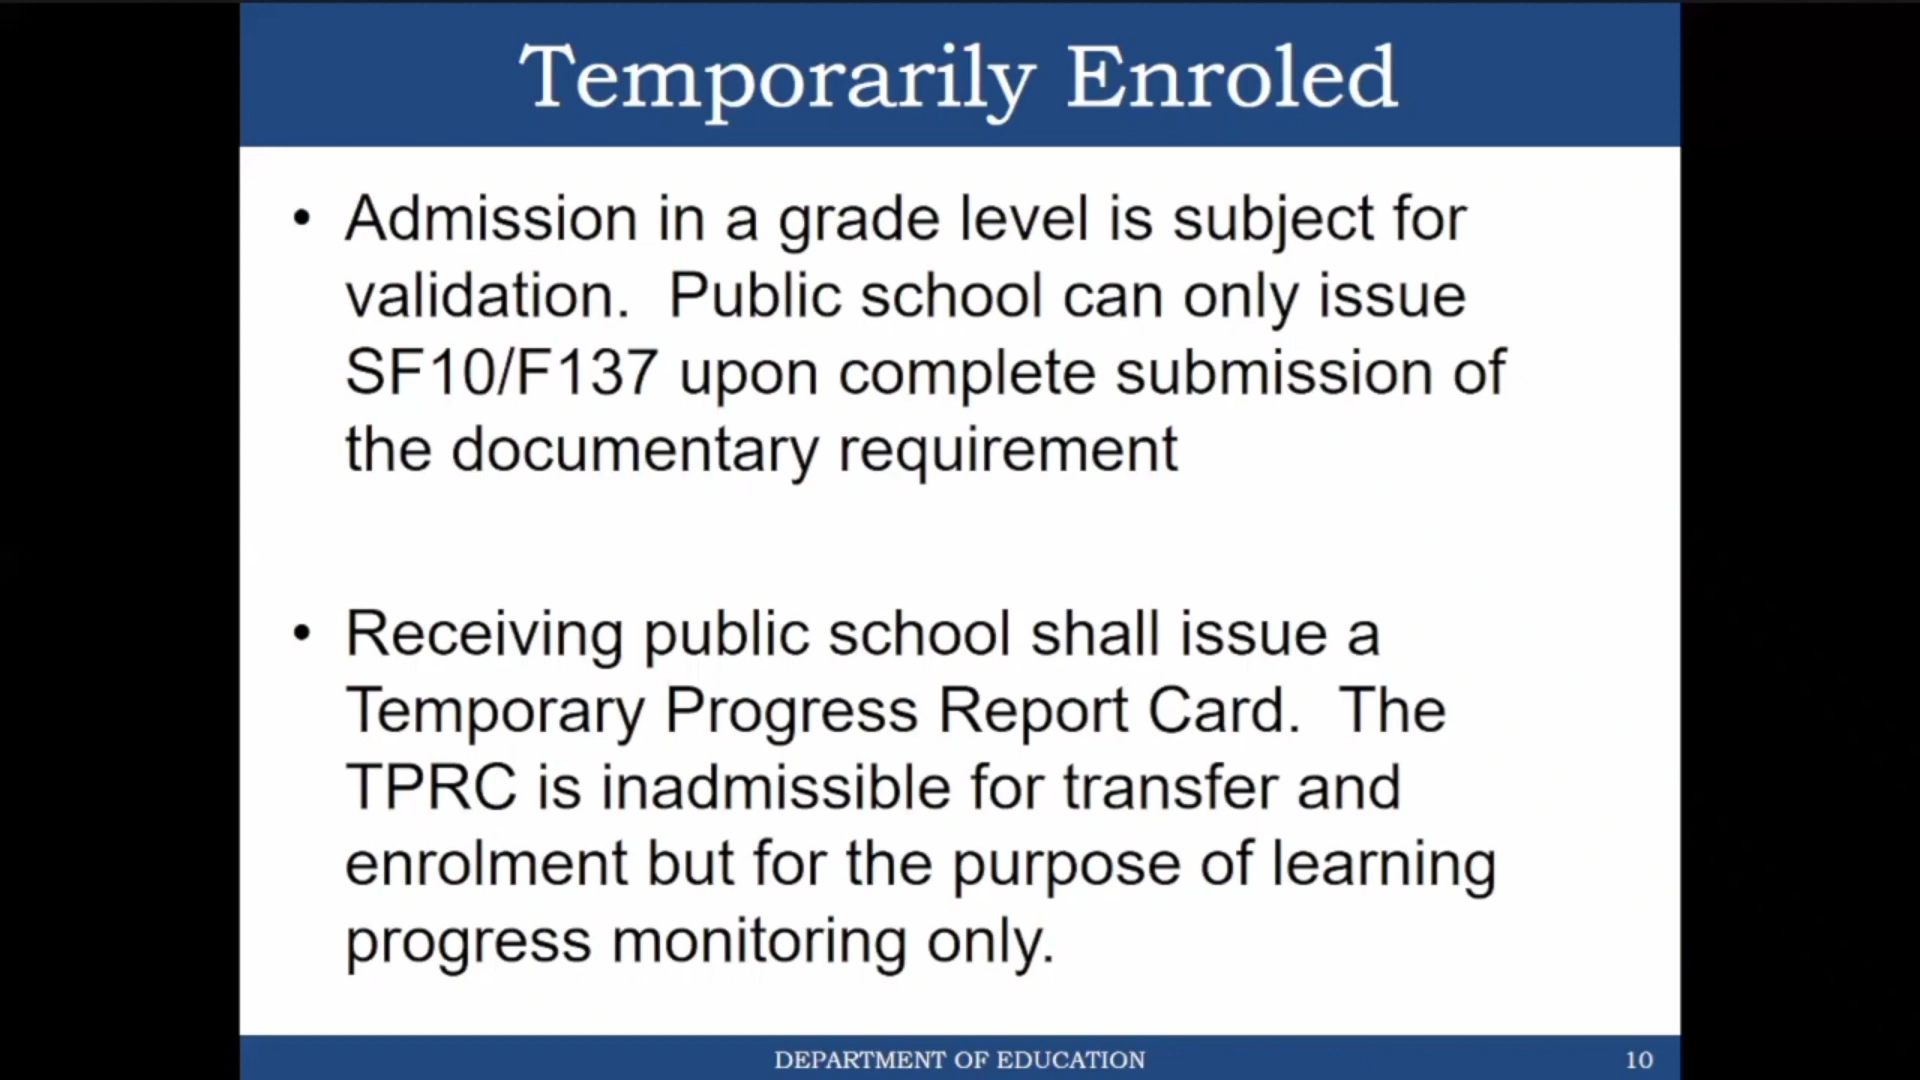 Temporarily Enroled
• Admission in a grade level is subject for
validation.  Public school can only issue
SF10/F137 upon complete submission of
the documentary requirement
• Receiving public school shall issue a
Temporary Progress Report Card.  The
TPRC is inadmissible for transfer and
enrolment but for the purpose of learning
progress monitoring only.
DEPARTMENT OF EDUCATION
10